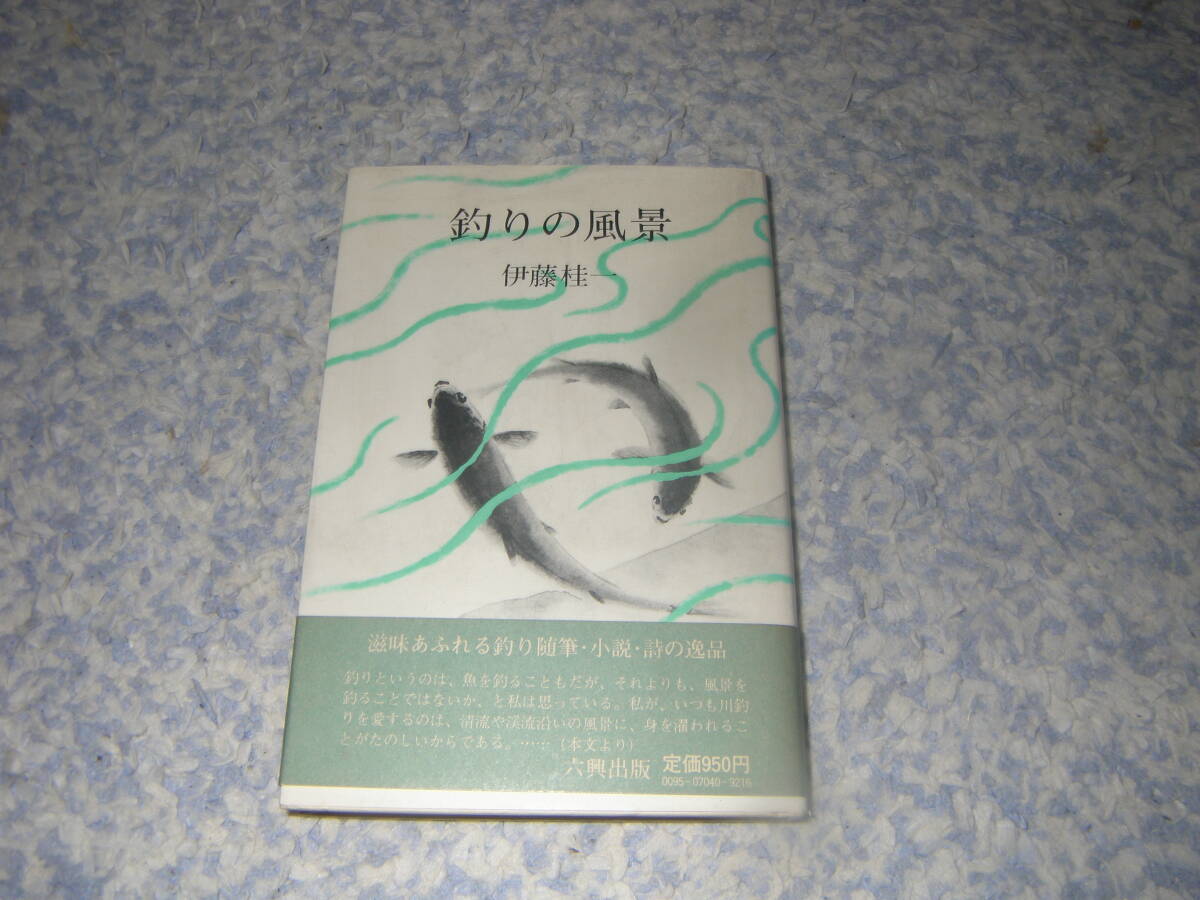 釣りの風景
伊藤桂一
滋味あふれる釣り随筆・小説・詩の逸品
釣りというのは、魚を釣ることもだが、それよりも、風景を
釣ることではないか、と私は思っている。私が、いつも川釣
りを愛するのは、清流や渓流沿いの風景に、身を濯われるこ
とがたのしいからである。……（本文より）
六興出版 定価950円
0095-07040-9216